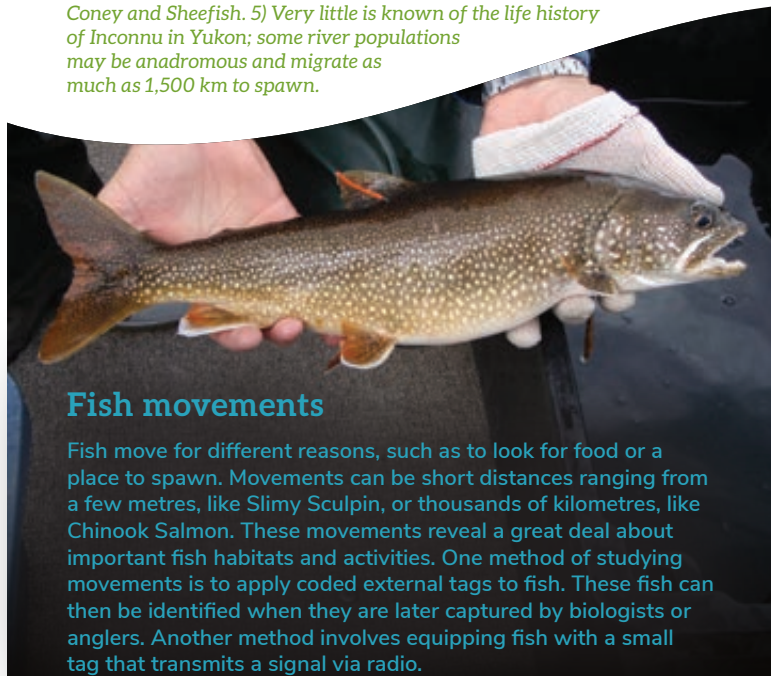 Coney and Sheefish. 5) Very little is known of the life history
of Inconnu in Yukon; some river populations
may be anadromous and migrate as
much as 1,500 km to spawn.
Fish movements
Fish move for different reasons, such as to look for food or a
place to spawn. Movements can be short distances ranging from
a few metres, like Slimy Sculpin, or thousands of kilometres, like
Chinook Salmon. These movements reveal a great deal about
important fish habitats and activities. One method of studying
movements is to apply coded external tags to fish. These fish can
then be identified when they are later captured by biologists or
anglers. Another method involves equipping fish with a small
tag that transmits a signal via radio.